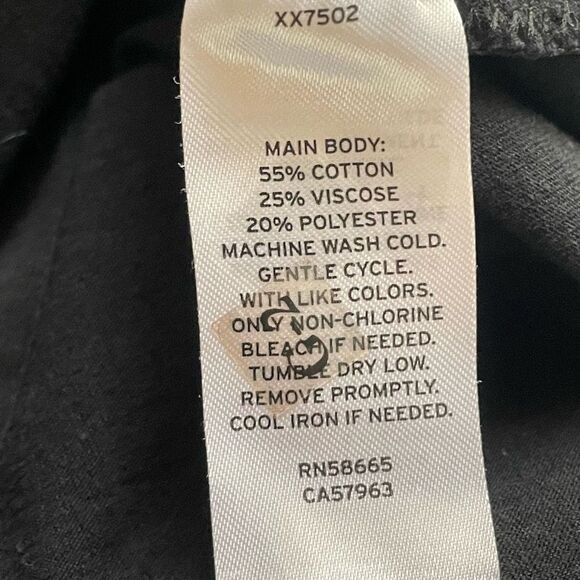 XX7502
MAIN BODY:
55% COTTON
25% VISCOSE
20% POLYESTER
MACHINE WASH COLD.
GENTLE CYCLE.
WITH LIKE COLORS.
ONLY NON-CHLORINE
BLEACH IF NEEDED.
TUMBLE DRY LOW.
REMOVE PROMPTLY.
COOL IRON IF NEEDED.
RN58665
CA57963